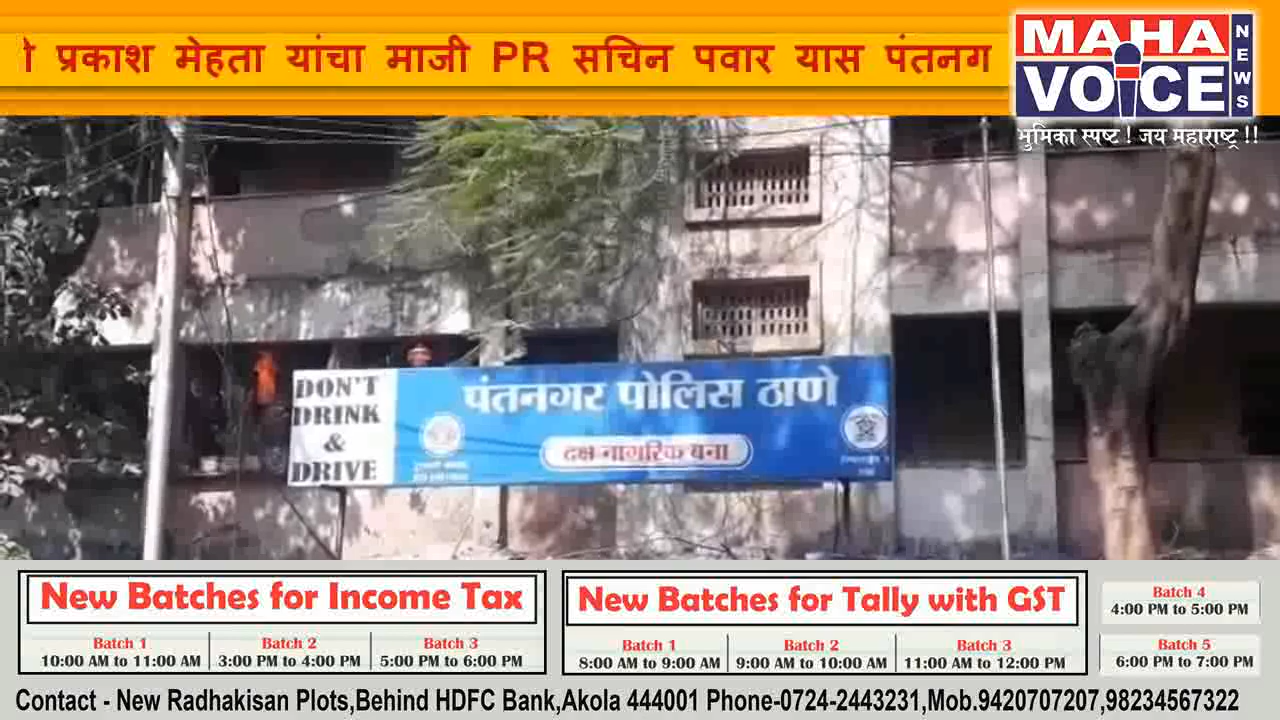 प्रकाश मेहता यांचा माजी PR सचिन पवार यास पंतनग
MAHA
VOICE
NEWS
भुमिका स्पष्ट ! जय महाराष्ट्र !!
DON'T
DRINK
&
DRIVE
पंतनगर पोलिस ठाणे
दक्ष नागरिक बना
New Batches for Income Tax
Batch 1
10:00 AM to 11:00 AM
Batch 2
3:00 PM to 4:00 PM
Batch 3
5:00 PM to 6:00 PM
New Batches for Tally with GST
Batch 1
8:00 AM to 9:00 AM
Batch 2
9:00 AM to 10:00 AM
Batch 3
11:00 AM to 12:00 PM
Batch 4
4:00 PM to 5:00 PM
Batch 5
6:00 PM to 7:00 PM
Contact - New Radhakisan Plots,Behind HDFC Bank,Akola 444001 Phone-0724-2443231,Mob.9420707207,98234567322